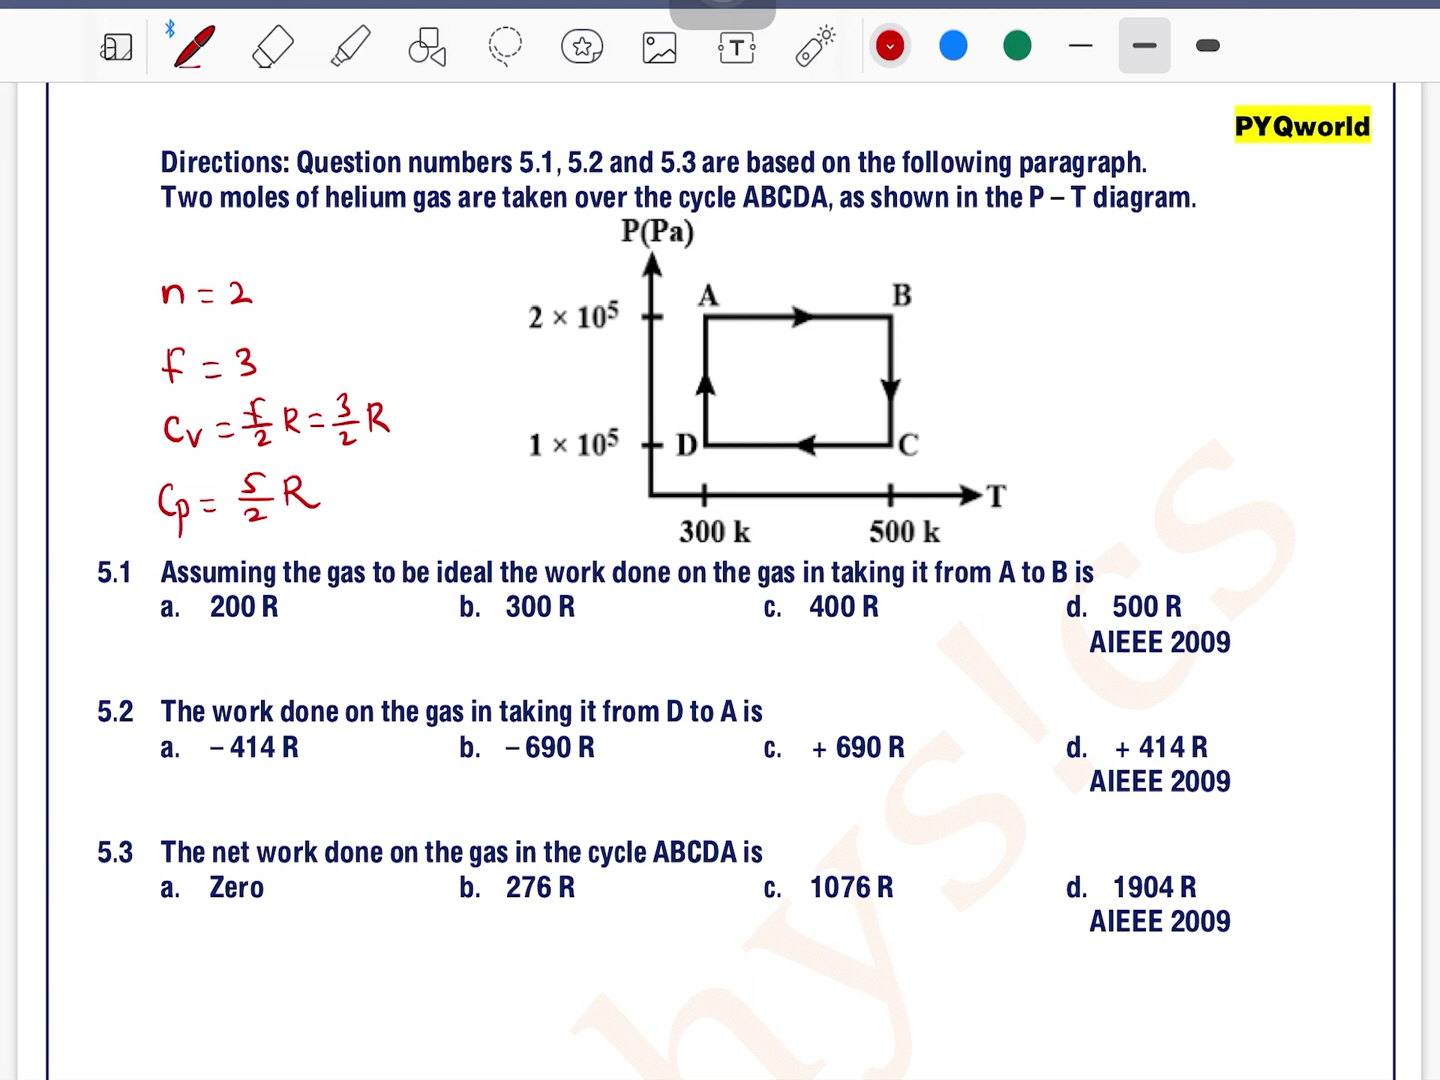 PYQworld
Directions: Question numbers 5.1, 5.2 and 5.3 are based on the following paragraph.
Two moles of helium gas are taken over the cycle ABCDA, as shown in the P – T diagram.
P(Pa)
n = 2
A B
2 × 10⁵
f = 3
Cv = f/2 R = 3/2 R
1 × 10⁵ D C
Cp = 5/2 R
T
300 k 500 k
5.1 Assuming the gas to be ideal the work done on the gas in taking it from A to B is
a. 200 R b. 300 R c. 400 R d. 500 R
AIEEE 2009
5.2 The work done on the gas in taking it from D to A is
a. – 414 R b. – 690 R c. + 690 R d. + 414 R
AIEEE 2009
5.3 The net work done on the gas in the cycle ABCDA is
a. Zero b. 276 R c. 1076 R d. 1904 R
AIEEE 2009
hys!cs